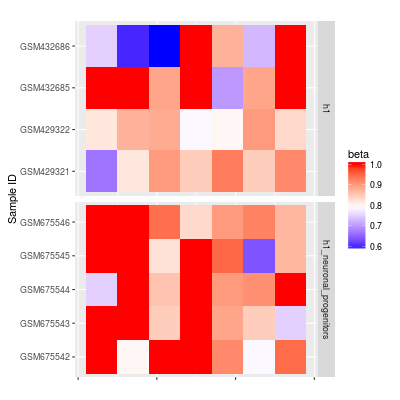 Sample ID
GSM432686
GSM432685
GSM429322
GSM429321
h1
GSM675546
GSM675545
GSM675544
GSM675543
GSM675542
h1_neuronal_progenitors
beta
1.0
0.9
0.8
0.7
0.6